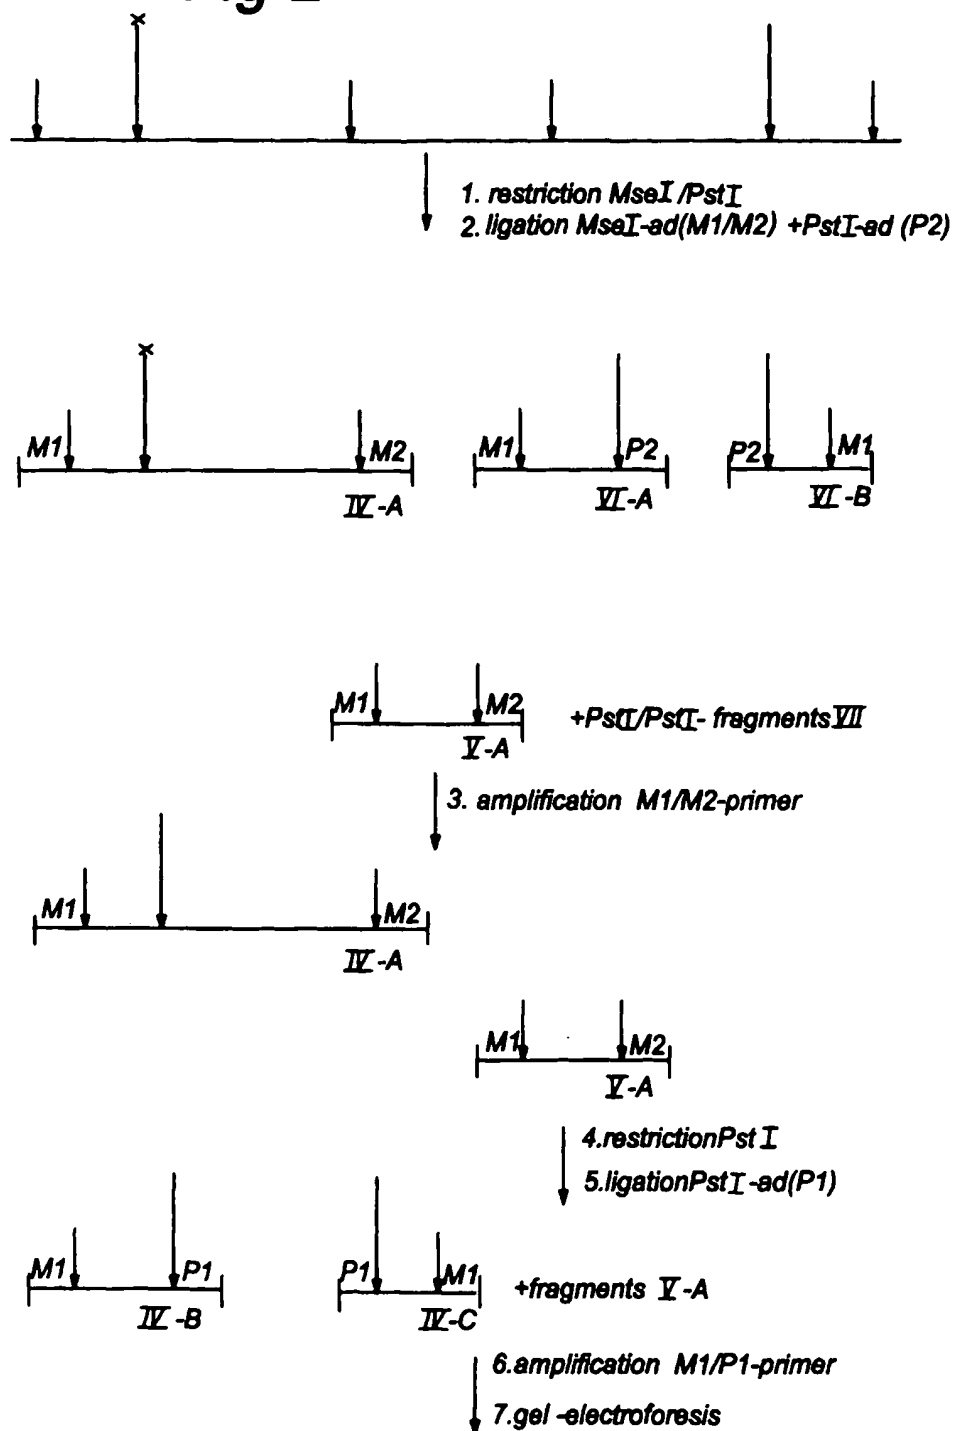 1. restriction MseI/PstI
2. ligation MseI-ad(M1/M2) +PstI-ad (P2)
M1 M2 M1 P2 P2 M1
IV-A VI-A VI-B
M1 M2 +PstI/PstI- fragments VII
V-A
3. amplification M1/M2-primer
M1 M2
IV-A
M1 M2
V-A
4.restrictionPst I
5.ligationPstI-ad(P1)
M1 P1 P1 M1 +fragments V-A
IV-B IV-C
6.amplification M1/P1-primer
7.gel-electroforesis